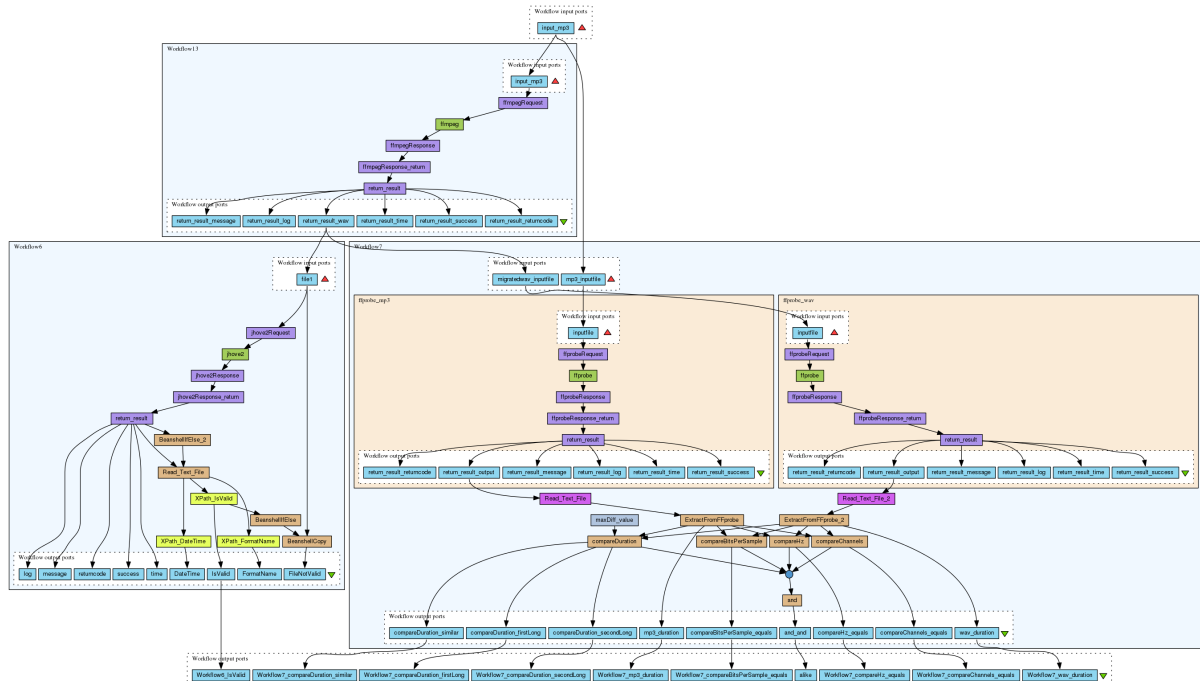 Workflow input ports
input_mp3
Workflow13
Workflow input ports
input_mp3
ffmpegRequest
ffmpeg
ffmpegResponse
ffmpegResponse_return
return_result
Workflow output ports
return_result_message return_result_log return_result_wav return_result_time return_result_success return_result_returncode
Workflow6
Workflow input ports
file1
jhove2Request
jhove2
jhove2Response
jhove2Response_return
return_result
BeanshellIfElse_2
Read_Text_File
XPath_IsValid
BeanshellIfElse
XPath_DateTime XPath_FormatName BeanshellCopy
Workflow output ports
log message returncode success time DateTime IsValid FormatName FileNotValid
Workflow7
Workflow input ports
migratedwav_inputfile mp3_inputfile
ffprobe_mp3
Workflow input ports
inputfile
ffprobeRequest
ffprobe
ffprobeResponse
ffprobeResponse_return
return_result
Workflow output ports
return_result_returncode return_result_output return_result_message return_result_log return_result_time return_result_success
ffprobe_wav
Workflow input ports
inputfile
ffprobeRequest
ffprobe
ffprobeResponse
ffprobeResponse_return
return_result
Workflow output ports
return_result_returncode return_result_output return_result_message return_result_log return_result_time return_result_success
Read_Text_File Read_Text_File_2
maxDiff_value ExtractFromFFprobe ExtractFromFFprobe_2
compareDuration compareBitsPerSample compareHz compareChannels
and
Workflow output ports
compareDuration_similar compareDuration_firstLong compareDuration_secondLong mp3_duration compareBitsPerSample_equals and_and compareHz_equals compareChannels_equals wav_duration
Workflow output ports
Workflow6_IsValid Workflow7_compareDuration_similar Workflow7_compareDuration_firstLong Workflow7_compareDuration_secondLong Workflow7_mp3_duration Workflow7_compareBitsPerSample_equals alike Workflow7_compareHz_equals Workflow7_compareChannels_equals Workflow7_wav_duration